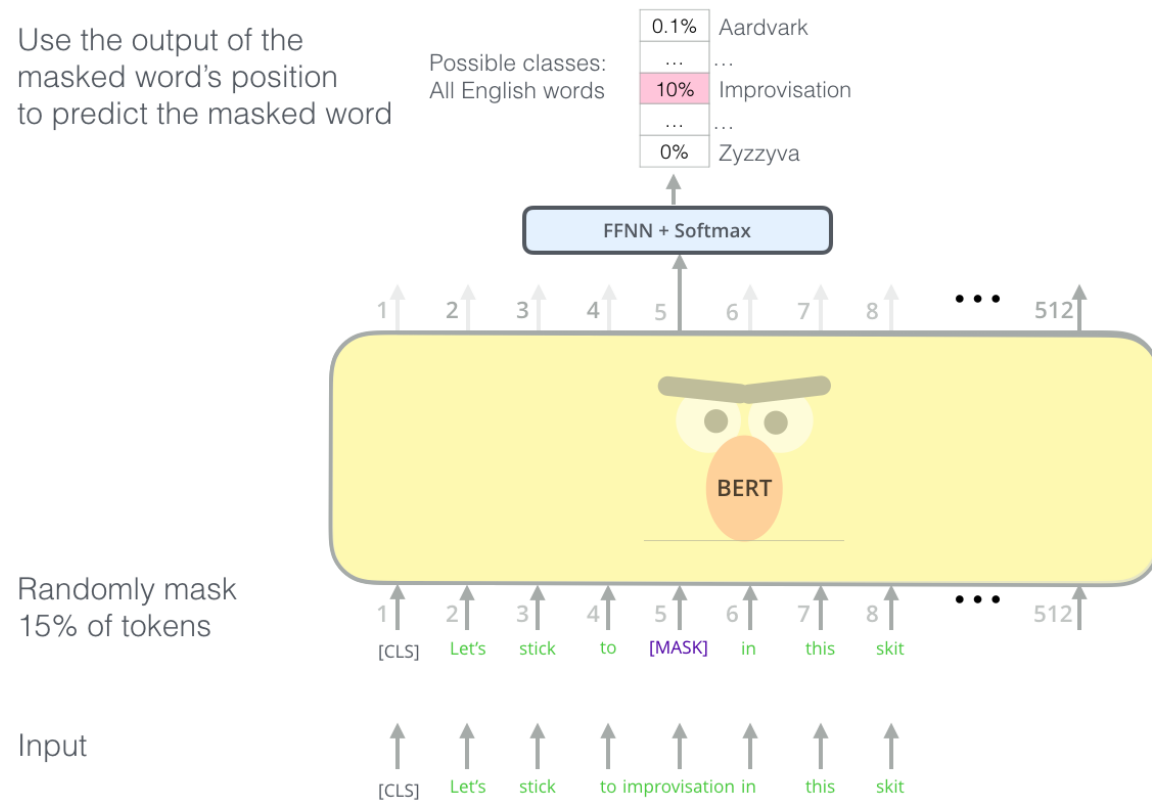 Use the output of the
masked word's position
to predict the masked word
Possible classes:
All English words
0.1% Aardvark
... ...
10% Improvisation
... ...
0% Zyzzyva
FFNN + Softmax
1 2 3 4 5 6 7 8 ... 512
BERT
Randomly mask
15% of tokens
1 2 3 4 5 6 7 8 ... 512
[CLS] Let's stick to [MASK] in this skit
Input
[CLS] Let's stick to improvisation in this skit